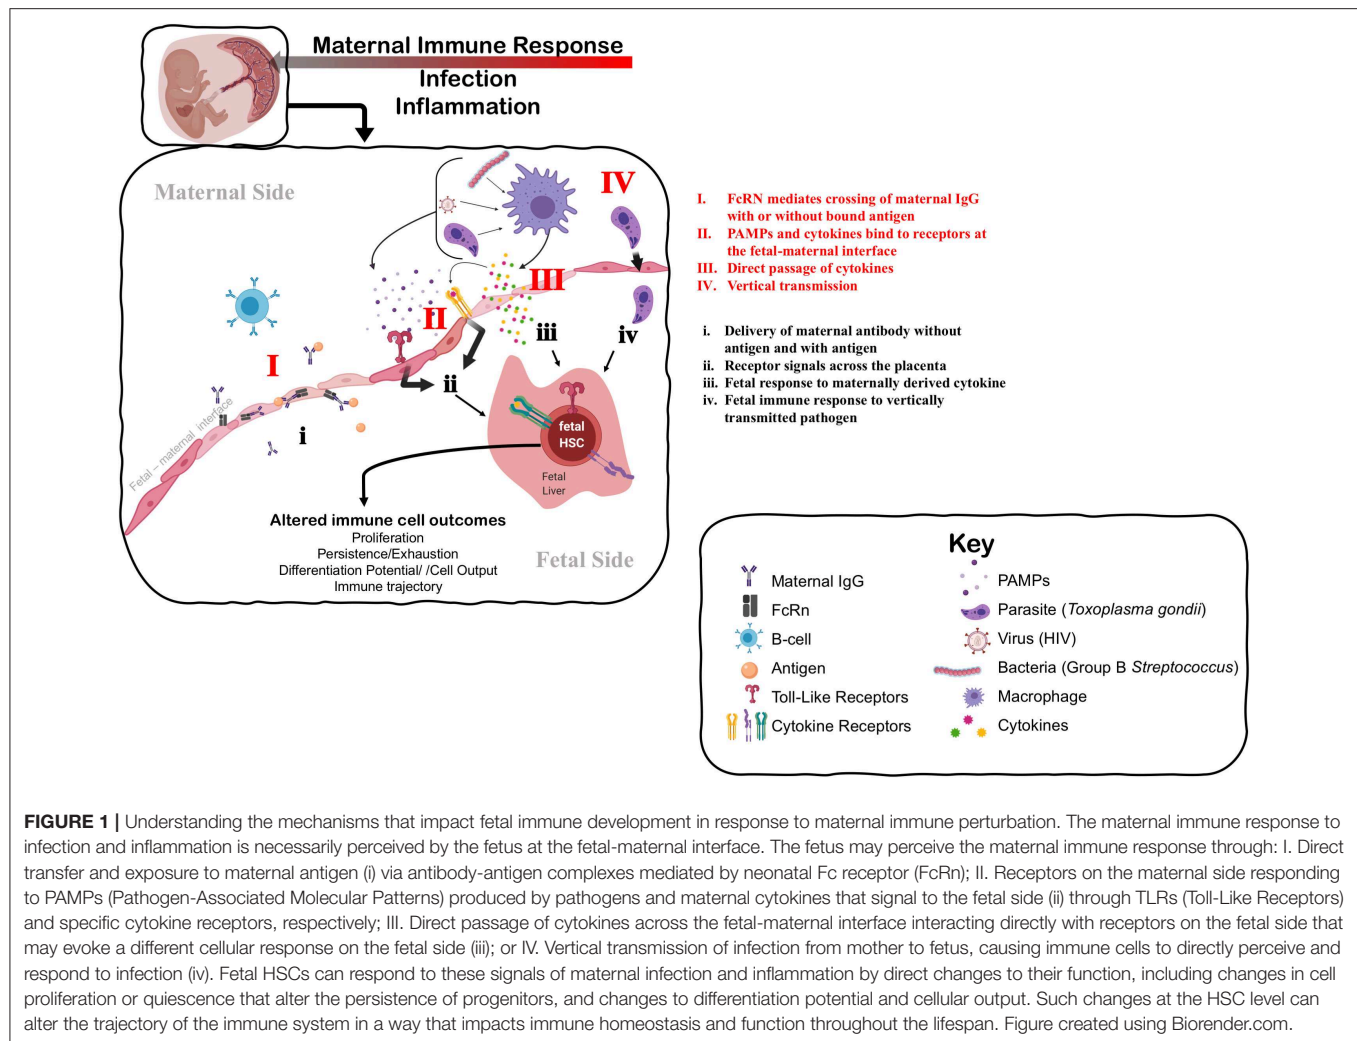 Maternal Immune Response
Infection
Inflammation
Maternal Side
IV
III
II
I
iii
iv
ii
i
Fetal – maternal interface
fetal
HSC
Fetal
Liver
Altered immune cell outcomes
Proliferation
Persistence/Exhaustion
Differentiation Potential/ /Cell Output
Immune trajectory
Fetal Side
I. FcRN mediates crossing of maternal IgG
with or without bound antigen
II. PAMPs and cytokines bind to receptors at
the fetal-maternal interface
III. Direct passage of cytokines
IV. Vertical transmission
i. Delivery of maternal antibody without
antigen and with antigen
ii. Receptor signals across the placenta
iii. Fetal response to maternally derived cytokine
iv. Fetal immune response to vertically
transmitted pathogen
Key
Maternal IgG
FcRn
B-cell
Antigen
Toll-Like Receptors
Cytokine Receptors
PAMPs
Parasite (Toxoplasma gondii)
Virus (HIV)
Bacteria (Group B Streptococcus)
Macrophage
Cytokines
FIGURE 1 | Understanding the mechanisms that impact fetal immune development in response to maternal immune perturbation. The maternal immune response to
infection and inflammation is necessarily perceived by the fetus at the fetal-maternal interface. The fetus may perceive the maternal immune response through: I. Direct
transfer and exposure to maternal antigen (i) via antibody-antigen complexes mediated by neonatal Fc receptor (FcRn); II. Receptors on the maternal side responding
to PAMPs (Pathogen-Associated Molecular Patterns) produced by pathogens and maternal cytokines that signal to the fetal side (ii) through TLRs (Toll-Like Receptors)
and specific cytokine receptors, respectively; III. Direct passage of cytokines across the fetal-maternal interface interacting directly with receptors on the fetal side that
may evoke a different cellular response on the fetal side (iii); or IV. Vertical transmission of infection from mother to fetus, causing immune cells to directly perceive and
respond to infection (iv). Fetal HSCs can respond to these signals of maternal infection and inflammation by direct changes to their function, including changes in cell
proliferation or quiescence that alter the persistence of progenitors, and changes to differentiation potential and cellular output. Such changes at the HSC level can
alter the trajectory of the immune system in a way that impacts immune homeostasis and function throughout the lifespan. Figure created using Biorender.com.